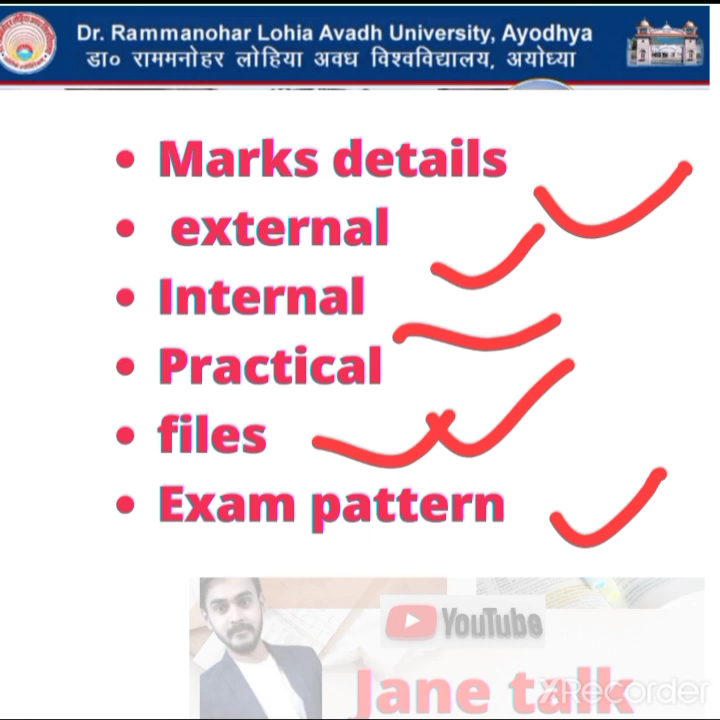 Dr. Rammanohar Lohia Avadh University, Ayodhya
डा० राममनोहर लोहिया अवध विश्वविद्यालय, अयोध्या
• Marks details
• external
• Internal
• Practical
• files
• Exam pattern
YouTube
Jane talk
XRecorder